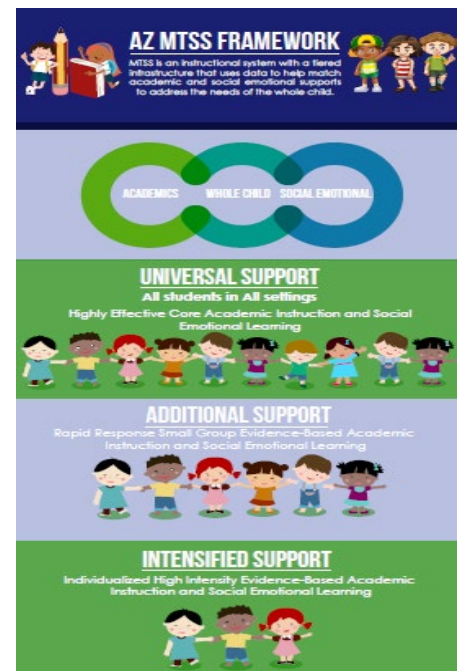 AZ MTSS FRAMEWORK
MTSS is an instructional system with a tiered
infrastructure that uses data to help match
academic and social emotional supports
to address the needs of the whole child.
ACADEMICS WHOLE CHILD SOCIAL EMOTIONAL
UNIVERSAL SUPPORT
All students in All settings
Highly Effective Core Academic Instruction and Social
Emotional Learning
ADDITIONAL SUPPORT
Rapid Response Small Group Evidence-Based Academic
Instruction and Social Emotional Learning
INTENSIFIED SUPPORT
Individualized High Intensity Evidence-Based Academic
Instruction and Social Emotional Learning